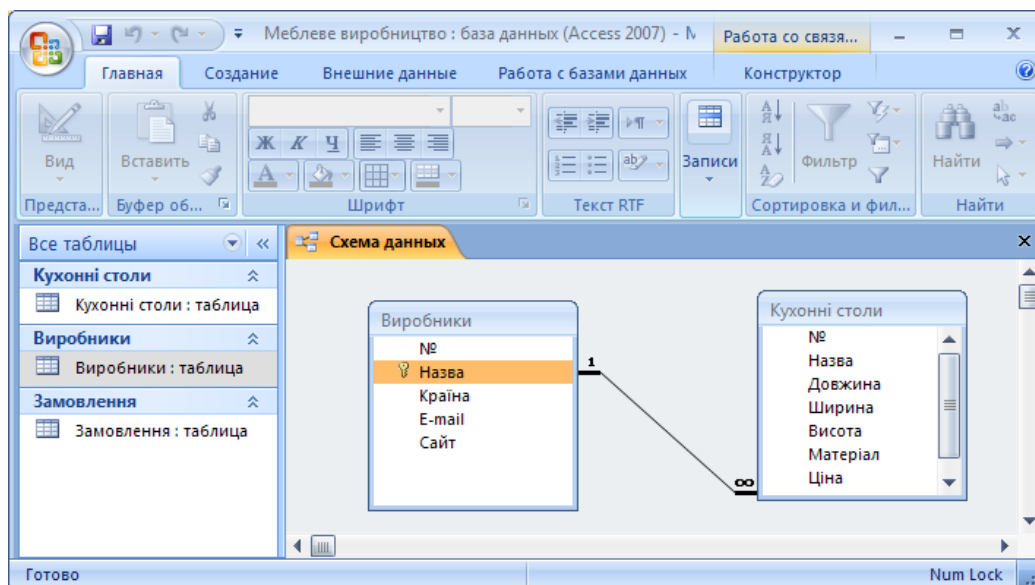 Меблеве виробництво : база данных (Access 2007) - М
Работа со связя...
Главная Создание Внешние данные Работа с базами данных Конструктор
Вид
Вставить
Ж К Ч
Записи
Фильтр
Найти
Предста... Буфер об... Шрифт Текст RTF Сортировка и фил... Найти
Все таблицы
Кухонні столи
Кухонні столи : таблица
Виробники
Виробники : таблица
Замовлення
Замовлення : таблица
Схема данных
Виробники
№
Назва
Країна
E-mail
Сайт
1
∞
Кухонні столи
№
Назва
Довжина
Ширина
Висота
Матеріал
Ціна
Готово Num Lock